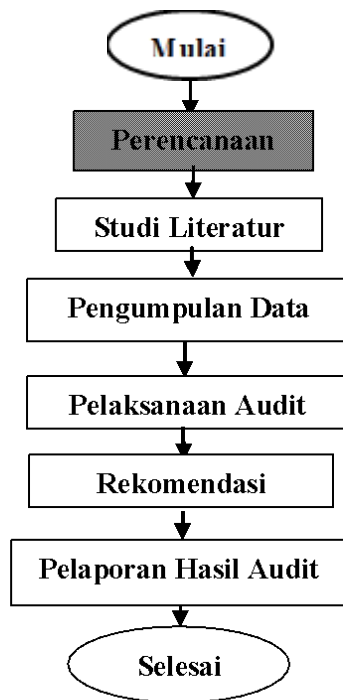 Mulai
Perencanaan
Studi Literatur
Pengumpulan Data
Pelaksanaan Audit
Rekomendasi
Pelaporan Hasil Audit
Selesai